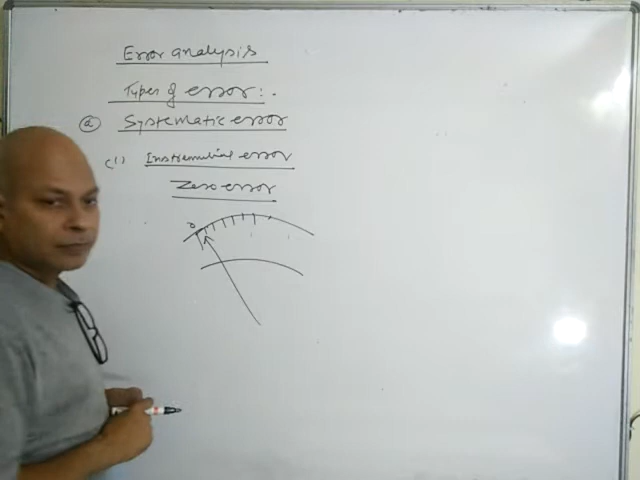 Error analysis
Types of error:-
(a) Systematic error
(i) Instrumental error
Zero error
0